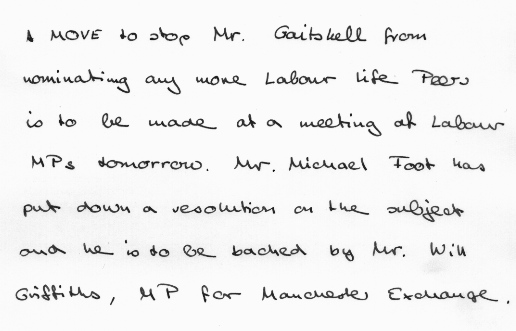 A MOVE to stop Mr. Gaitskell from
nominating any more Labour life Peers
is to be made at a meeting of Labour
MPs tomorrow. Mr. Michael Foot has
put down a resolution on the subject
and he is to be backed by Mr. Will
Griffiths, MP for Manchester Exchange.